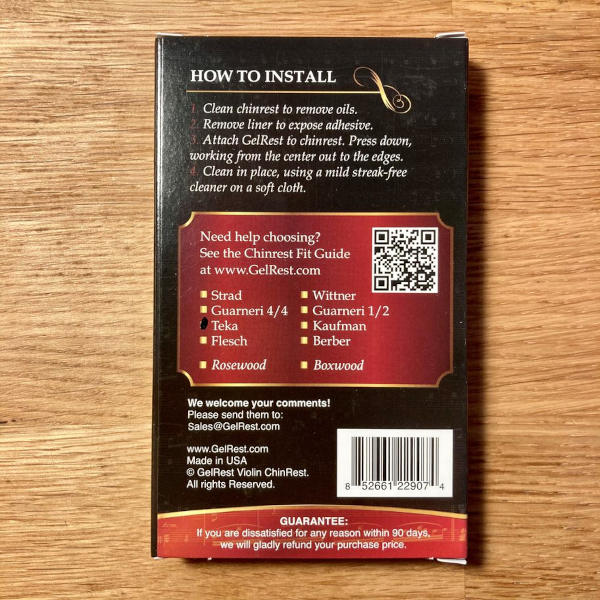 HOW TO INSTALL
1. Clean chinrest to remove oils.
2. Remove liner to expose adhesive.
3. Attach GelRest to chinrest. Press down,
working from the center out to the edges.
4. Clean in place, using a mild streak-free
cleaner on a soft cloth.
Need help choosing?
See the Chinrest Fit Guide
at www.GelRest.com
Strad
Guarneri 4/4
Teka
Flesch
Rosewood
Wittner
Guarneri 1/2
Kaufman
Berber
Boxwood
We welcome your comments!
Please send them to:
Sales@GelRest.com
www.GelRest.com
Made in USA
© GelRest Violin ChinRest.
All rights Reserved.
8 52661 22907 4
GUARANTEE:
If you are dissatisfied for any reason within 90 days,
we will gladly refund your purchase price.